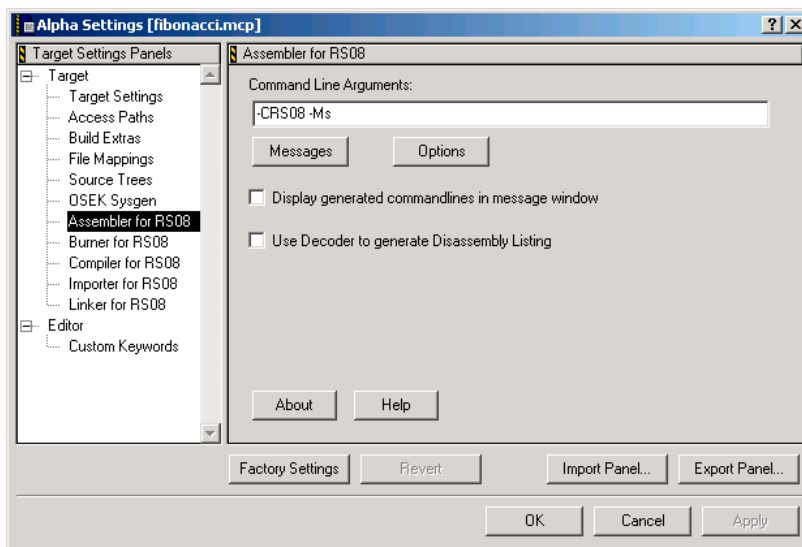 Alpha Settings [fibonacci.mcp]
Target Settings Panels
Target
Target Settings
Access Paths
Build Extras
File Mappings
Source Trees
OSEK Sysgen
Assembler for RS08
Burner for RS08
Compiler for RS08
Importer for RS08
Linker for RS08
Editor
Custom Keywords
Assembler for RS08
Command Line Arguments:
-CRS08 -Ms
Messages Options
Display generated commandlines in message window
Use Decoder to generate Disassembly Listing
About Help
Factory Settings Revert Import Panel... Export Panel...
OK Cancel Apply